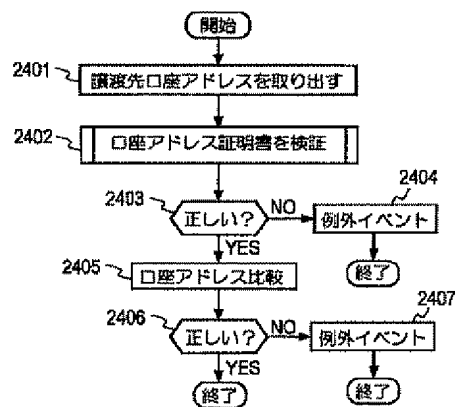 開始
2401
譲渡先口座アドレスを取り出す
2402
口座アドレス証明書を検証
2403
正しい?
NO
2404
例外イベント
終了
YES
2405
口座アドレス比較
2406
正しい?
NO
2407
例外イベント
終了
YES
終了